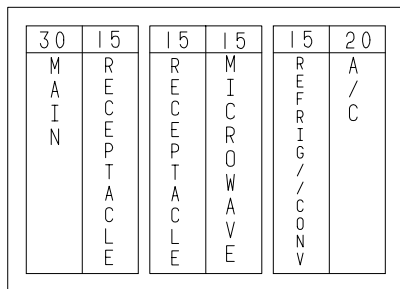 30 15 15 15 15 20
MAIN
RECEPTACLE
RECEPTACLE
MICROWAVE
REFRIG//CONV
A/C